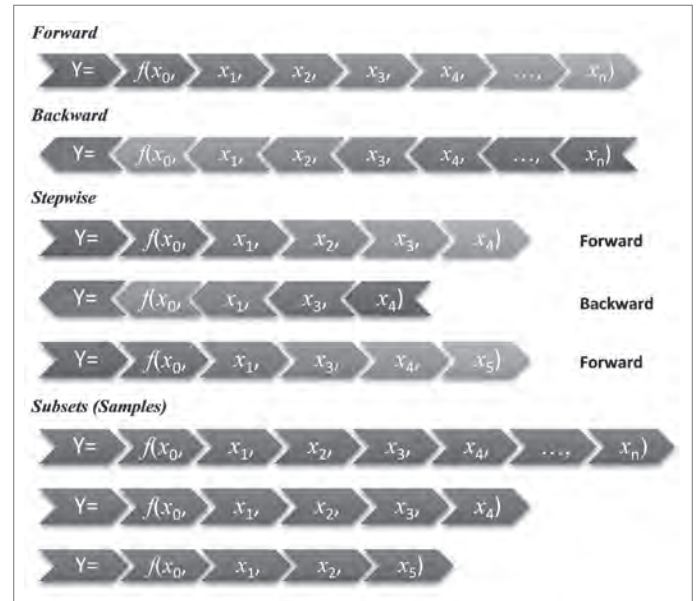 Forward
Y= f(x₀, x₁, x₂, x₃, x₄, ..., xₙ)
Backward
Y= f(x₀, x₁, x₂, x₃, x₄, ..., xₙ)
Stepwise
Y= f(x₀, x₁, x₂, x₃, x₄) Forward
Y= f(x₀, x₁, x₃, x₄) Backward
Y= f(x₀, x₁, x₃, x₄, x₅) Forward
Subsets (Samples)
Y= f(x₀, x₁, x₂, x₃, x₄, ..., xₙ)
Y= f(x₀, x₁, x₂, x₃, x₄)
Y= f(x₀, x₁, x₂, x₅)